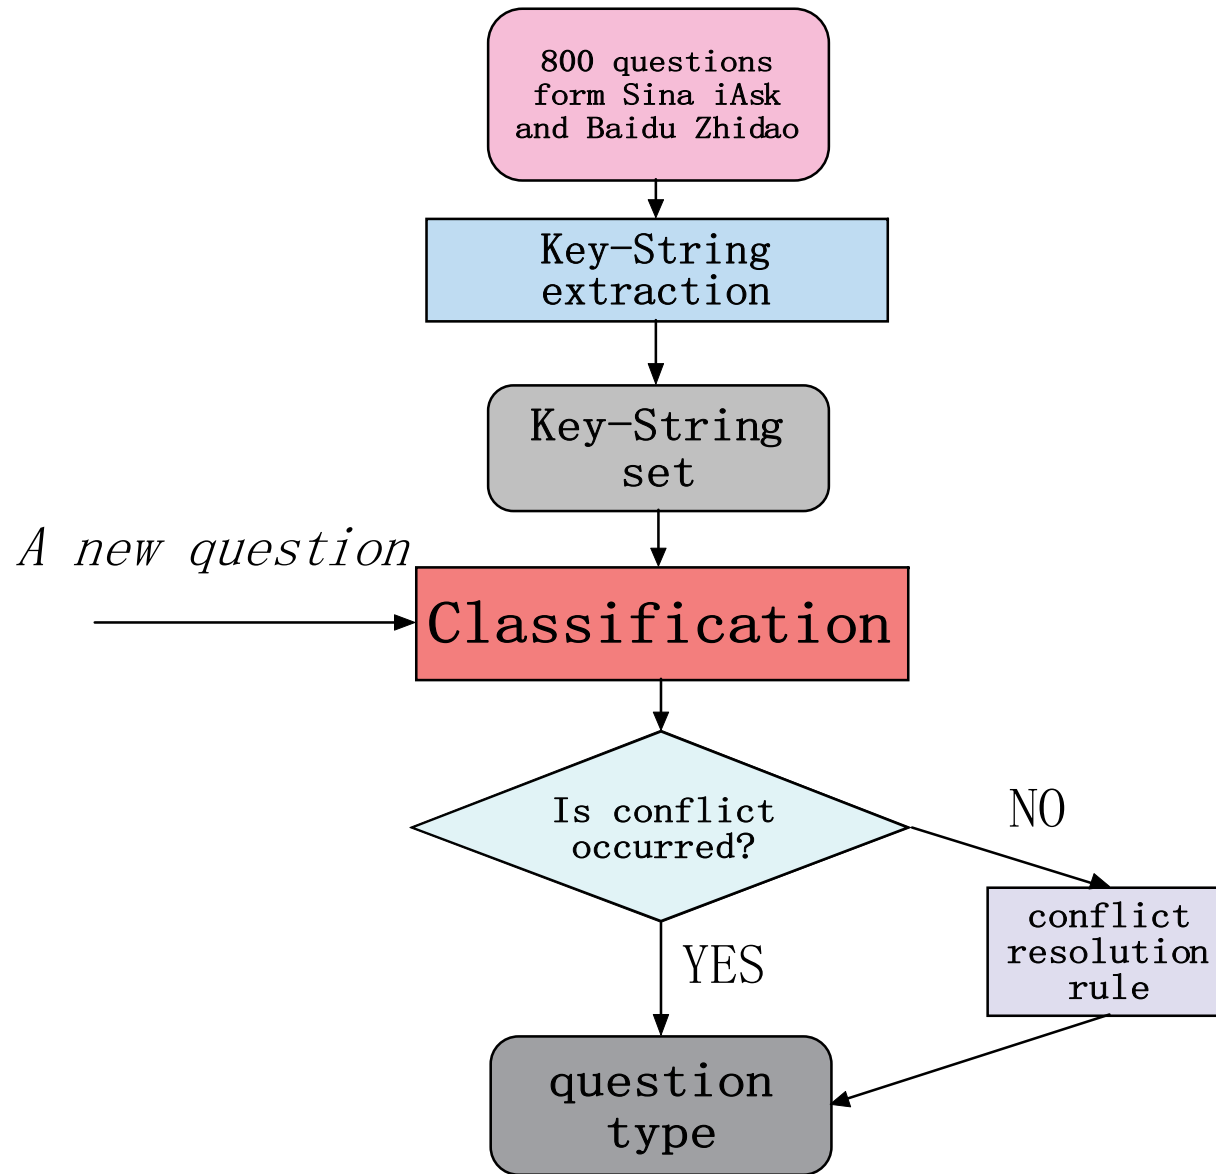 800 questions
form Sina iAsk
and Baidu Zhidao
Key-String
extraction
Key-String
set
A new question
Classification
Is conflict
occurred?
NO
conflict
resolution
rule
YES
question
type